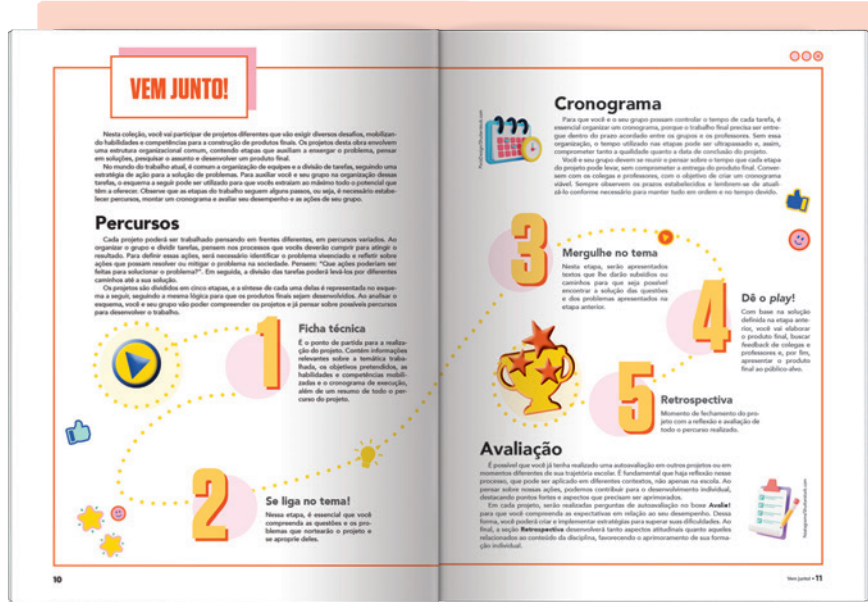 VEM JUNTO!
Nesta coleção, você vai participar de projetos diferentes que vão exigir diversos desafios, mobilizan-
do habilidades e competências para a construção de produtos finais. Os projetos desta obra envolvem
uma estrutura organizacional comum, contendo etapas que auxiliam a enxergar o problema, pensar
em soluções, pesquisar o assunto e desenvolver um produto final.
No mundo do trabalho atual, é comum a organização de equipes e a divisão de tarefas, seguindo uma
estratégia de ação para a solução de problemas. Para auxiliar você e seu grupo na organização dessas
tarefas, o esquema a seguir pode ser utilizado para que vocês extraiam ao máximo todo o potencial que
têm a oferecer. Observe que as etapas do trabalho seguem alguns passos, ou seja, é necessário estabe-
lecer percursos, montar um cronograma e avaliar seu desempenho e as ações de seu grupo.
Percursos
Cada projeto poderá ser trabalhado pensando em frentes diferentes, em percursos variados. Ao
organizar o grupo e dividir tarefas, pensem nos processos que vocês deverão cumprir para atingir o
resultado. Para definir essas ações, será necessário identificar o problema vivenciado e refletir sobre
ações que possam resolver ou mitigar o problema na sociedade. Pensem: "Que ações poderiam ser
feitas para solucionar o problema?". Em seguida, a divisão das tarefas poderá levá-los por diferentes
caminhos até a sua solução.
Os projetos são divididos em cinco etapas, e a síntese de cada uma delas é representada no esque-
ma a seguir, seguindo a mesma lógica para que os produtos finais sejam desenvolvidos. Ao analisar o
esquema, você e seu grupo vão poder compreender os projetos e já pensar sobre possíveis percursos
para desenvolver o trabalho.
1
Ficha técnica
É o ponto de partida para a realiza-
ção do projeto. Contém informações
relevantes sobre a temática traba-
lhada, os objetivos pretendidos, as
habilidades e competências mobili-
zadas e o cronograma de execução,
além de um resumo de todo o per-
curso do projeto.
2
Se liga no tema!
Nessa etapa, é essencial que você
compreenda as questões e os pro-
blemas que nortearão o projeto e
se aproprie deles.
10
Cronograma
Para que você e o seu grupo possam controlar o tempo de cada tarefa, é
essencial organizar um cronograma, porque o trabalho final precisa ser entre-
gue dentro do prazo acordado entre os grupos e os professores. Sem essa
organização, o tempo utilizado nas etapas pode ser ultrapassado e, assim,
comprometer tanto a qualidade quanto a data de conclusão do projeto.
Você e seu grupo devem se reunir e pensar sobre o tempo que cada etapa
do projeto pode levar, sem comprometer a entrega do produto final. Conver-
sem com os colegas e professores, com o objetivo de criar um cronograma
viável. Sempre observem os prazos estabelecidos e lembrem-se de atuali-
zá-lo conforme necessário para manter tudo em ordem e no tempo devido.
3
Mergulhe no tema
Nesta etapa, serão apresentados
textos que lhe darão subsídios ou
caminhos para que seja possível
encontrar a solução das questões
e dos problemas apresentados na
etapa anterior.
4
Dê o play!
Com base na solução
definida na etapa ante-
rior, você vai elaborar
o produto final, buscar
feedback de colegas e
professores e, por fim,
apresentar o produto
final ao público-alvo.
5
Retrospectiva
Momento de fechamento do pro-
jeto com a reflexão e avaliação de
todo o percurso realizado.
Avaliação
É possível que você já tenha realizado uma autoavaliação em outros projetos ou em
momentos diferentes de sua trajetória escolar. É fundamental que haja reflexão nesse
processo, que pode ser aplicado em diferentes contextos, não apenas na escola. Ao
pensar sobre nossas ações, podemos contribuir para o desenvolvimento individual,
destacando pontos fortes e aspectos que precisem ser aprimorados.
Em cada projeto, serão realizadas perguntas de autoavaliação no boxe Avalie!
para que você compreenda as expectativas em relação ao seu desempenho. Dessa
forma, você poderá criar e implementar estratégias para superar suas dificuldades. Ao
final, a seção Retrospectiva desenvolverá tanto aspectos atitudinais quanto aqueles
relacionados ao conteúdo da disciplina, favorecendo o aprimoramento de sua forma-
ção individual.
Vem junto! • 11